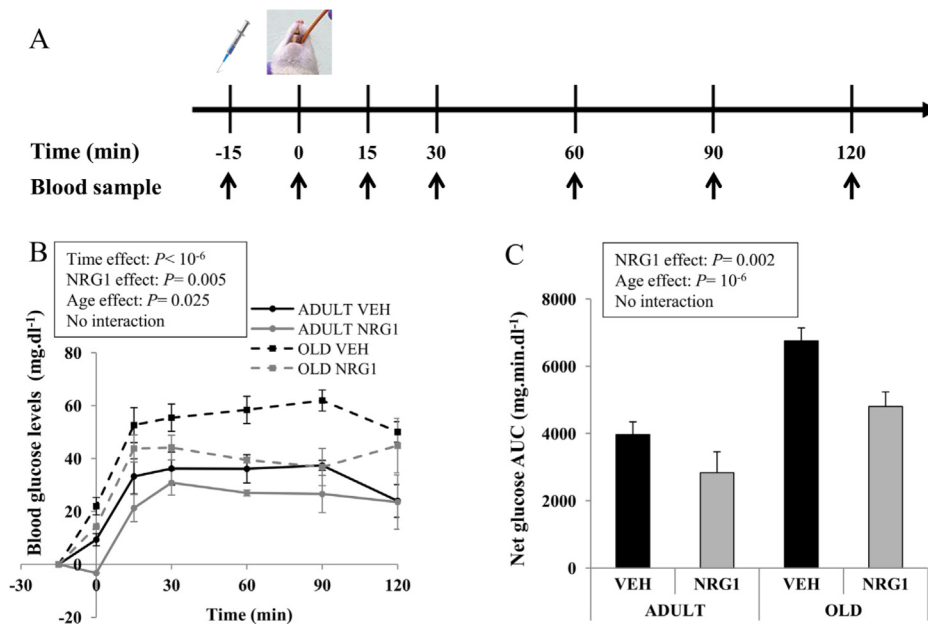 A
Time (min) -15 0 15 30 60 90 120
Blood sample
B
Time effect: P< 10-6
NRG1 effect: P= 0.005
Age effect: P= 0.025
No interaction
ADULT VEH
ADULT NRG1
OLD VEH
OLD NRG1
Blood glucose levels (mg.dl-1)
80
60
40
20
0
-20
-30 0 30 60 90 120
Time (min)
C
NRG1 effect: P= 0.002
Age effect: P= 10-6
No interaction
Net glucose AUC (mg.min.dl-1)
8000
6000
4000
2000
0
VEH NRG1 VEH NRG1
ADULT OLD